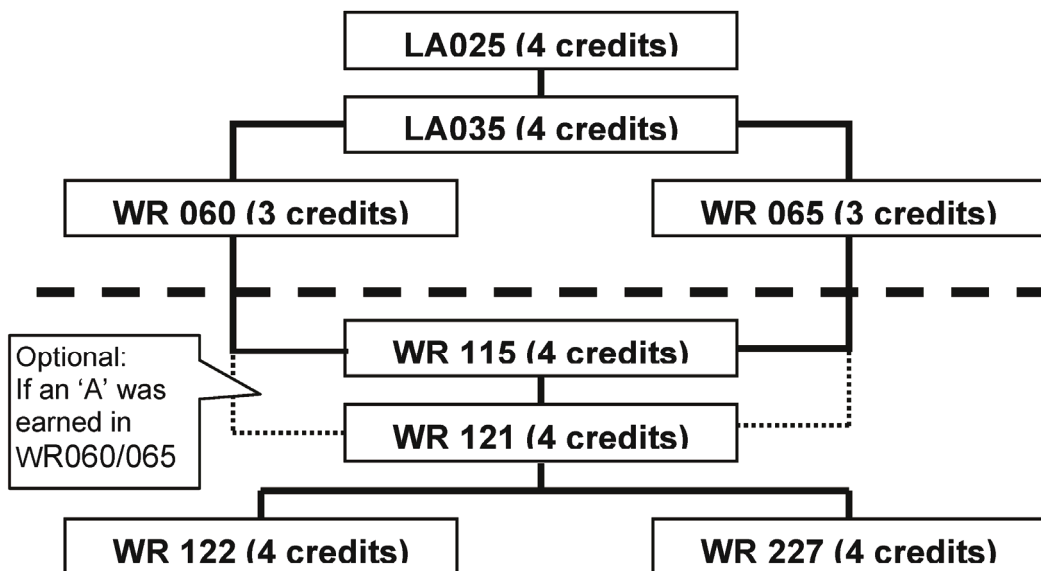 LA025 (4 credits)
LA035 (4 credits)
WR 060 (3 credits)
WR 065 (3 credits)
WR 115 (4 credits)
Optional:
If an ‘A’ was
earned in
WR060/065
WR 121 (4 credits)
WR 122 (4 credits)
WR 227 (4 credits)